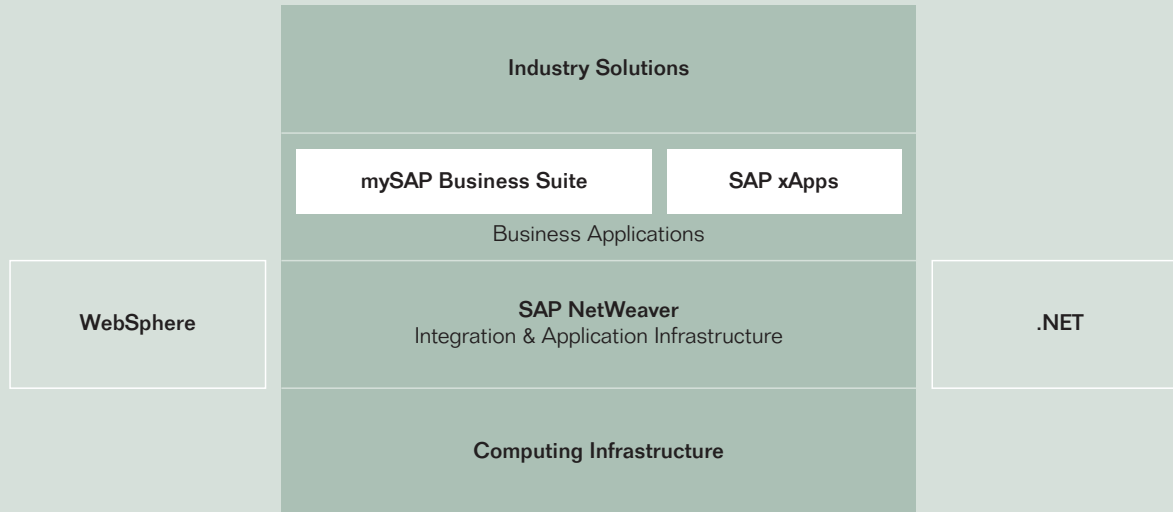 Industry Solutions
mySAP Business Suite
SAP xApps
Business Applications
WebSphere
SAP NetWeaver
Integration & Application Infrastructure
.NET
Computing Infrastructure